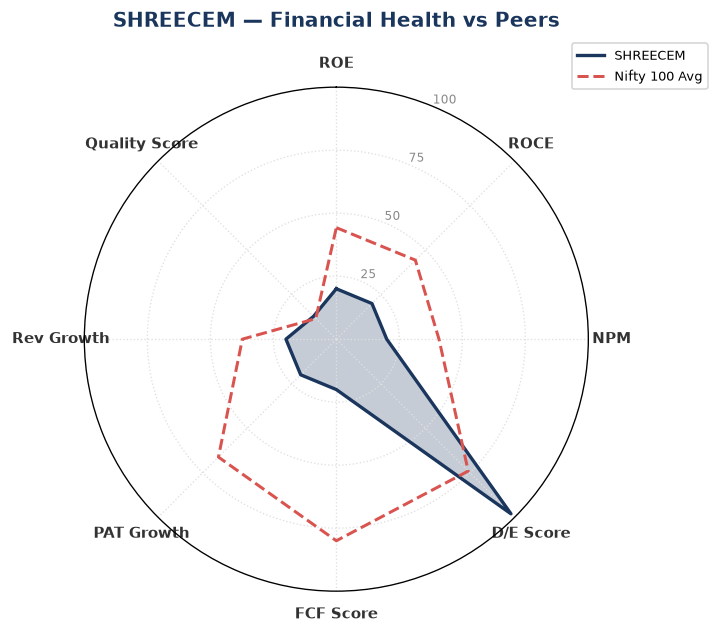 SHREECEM — Financial Health vs Peers
SHREECEM
Nifty 100 Avg
ROE
100
Quality Score
ROCE
75
50
25
Rev Growth
NPM
PAT Growth
D/E Score
FCF Score